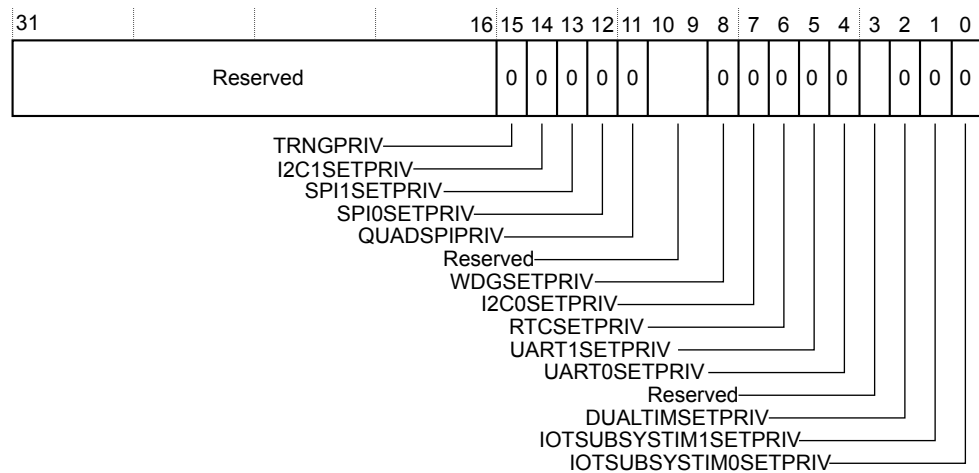 31 16 15 14 13 12 11 10 9 8 7 6 5 4 3 2 1 0
Reserved 0 0 0 0 0 0 0 0 0 0 0 0 0
TRNGPRIV
I2C1SETPRIV
SPI1SETPRIV
SPI0SETPRIV
QUADSPIPRIV
Reserved
WDGSETPRIV
I2C0SETPRIV
RTCSETPRIV
UART1SETPRIV
UART0SETPRIV
Reserved
DUALTIMSETPRIV
IOTSUBSYSTIM1SETPRIV
IOTSUBSYSTIM0SETPRIV